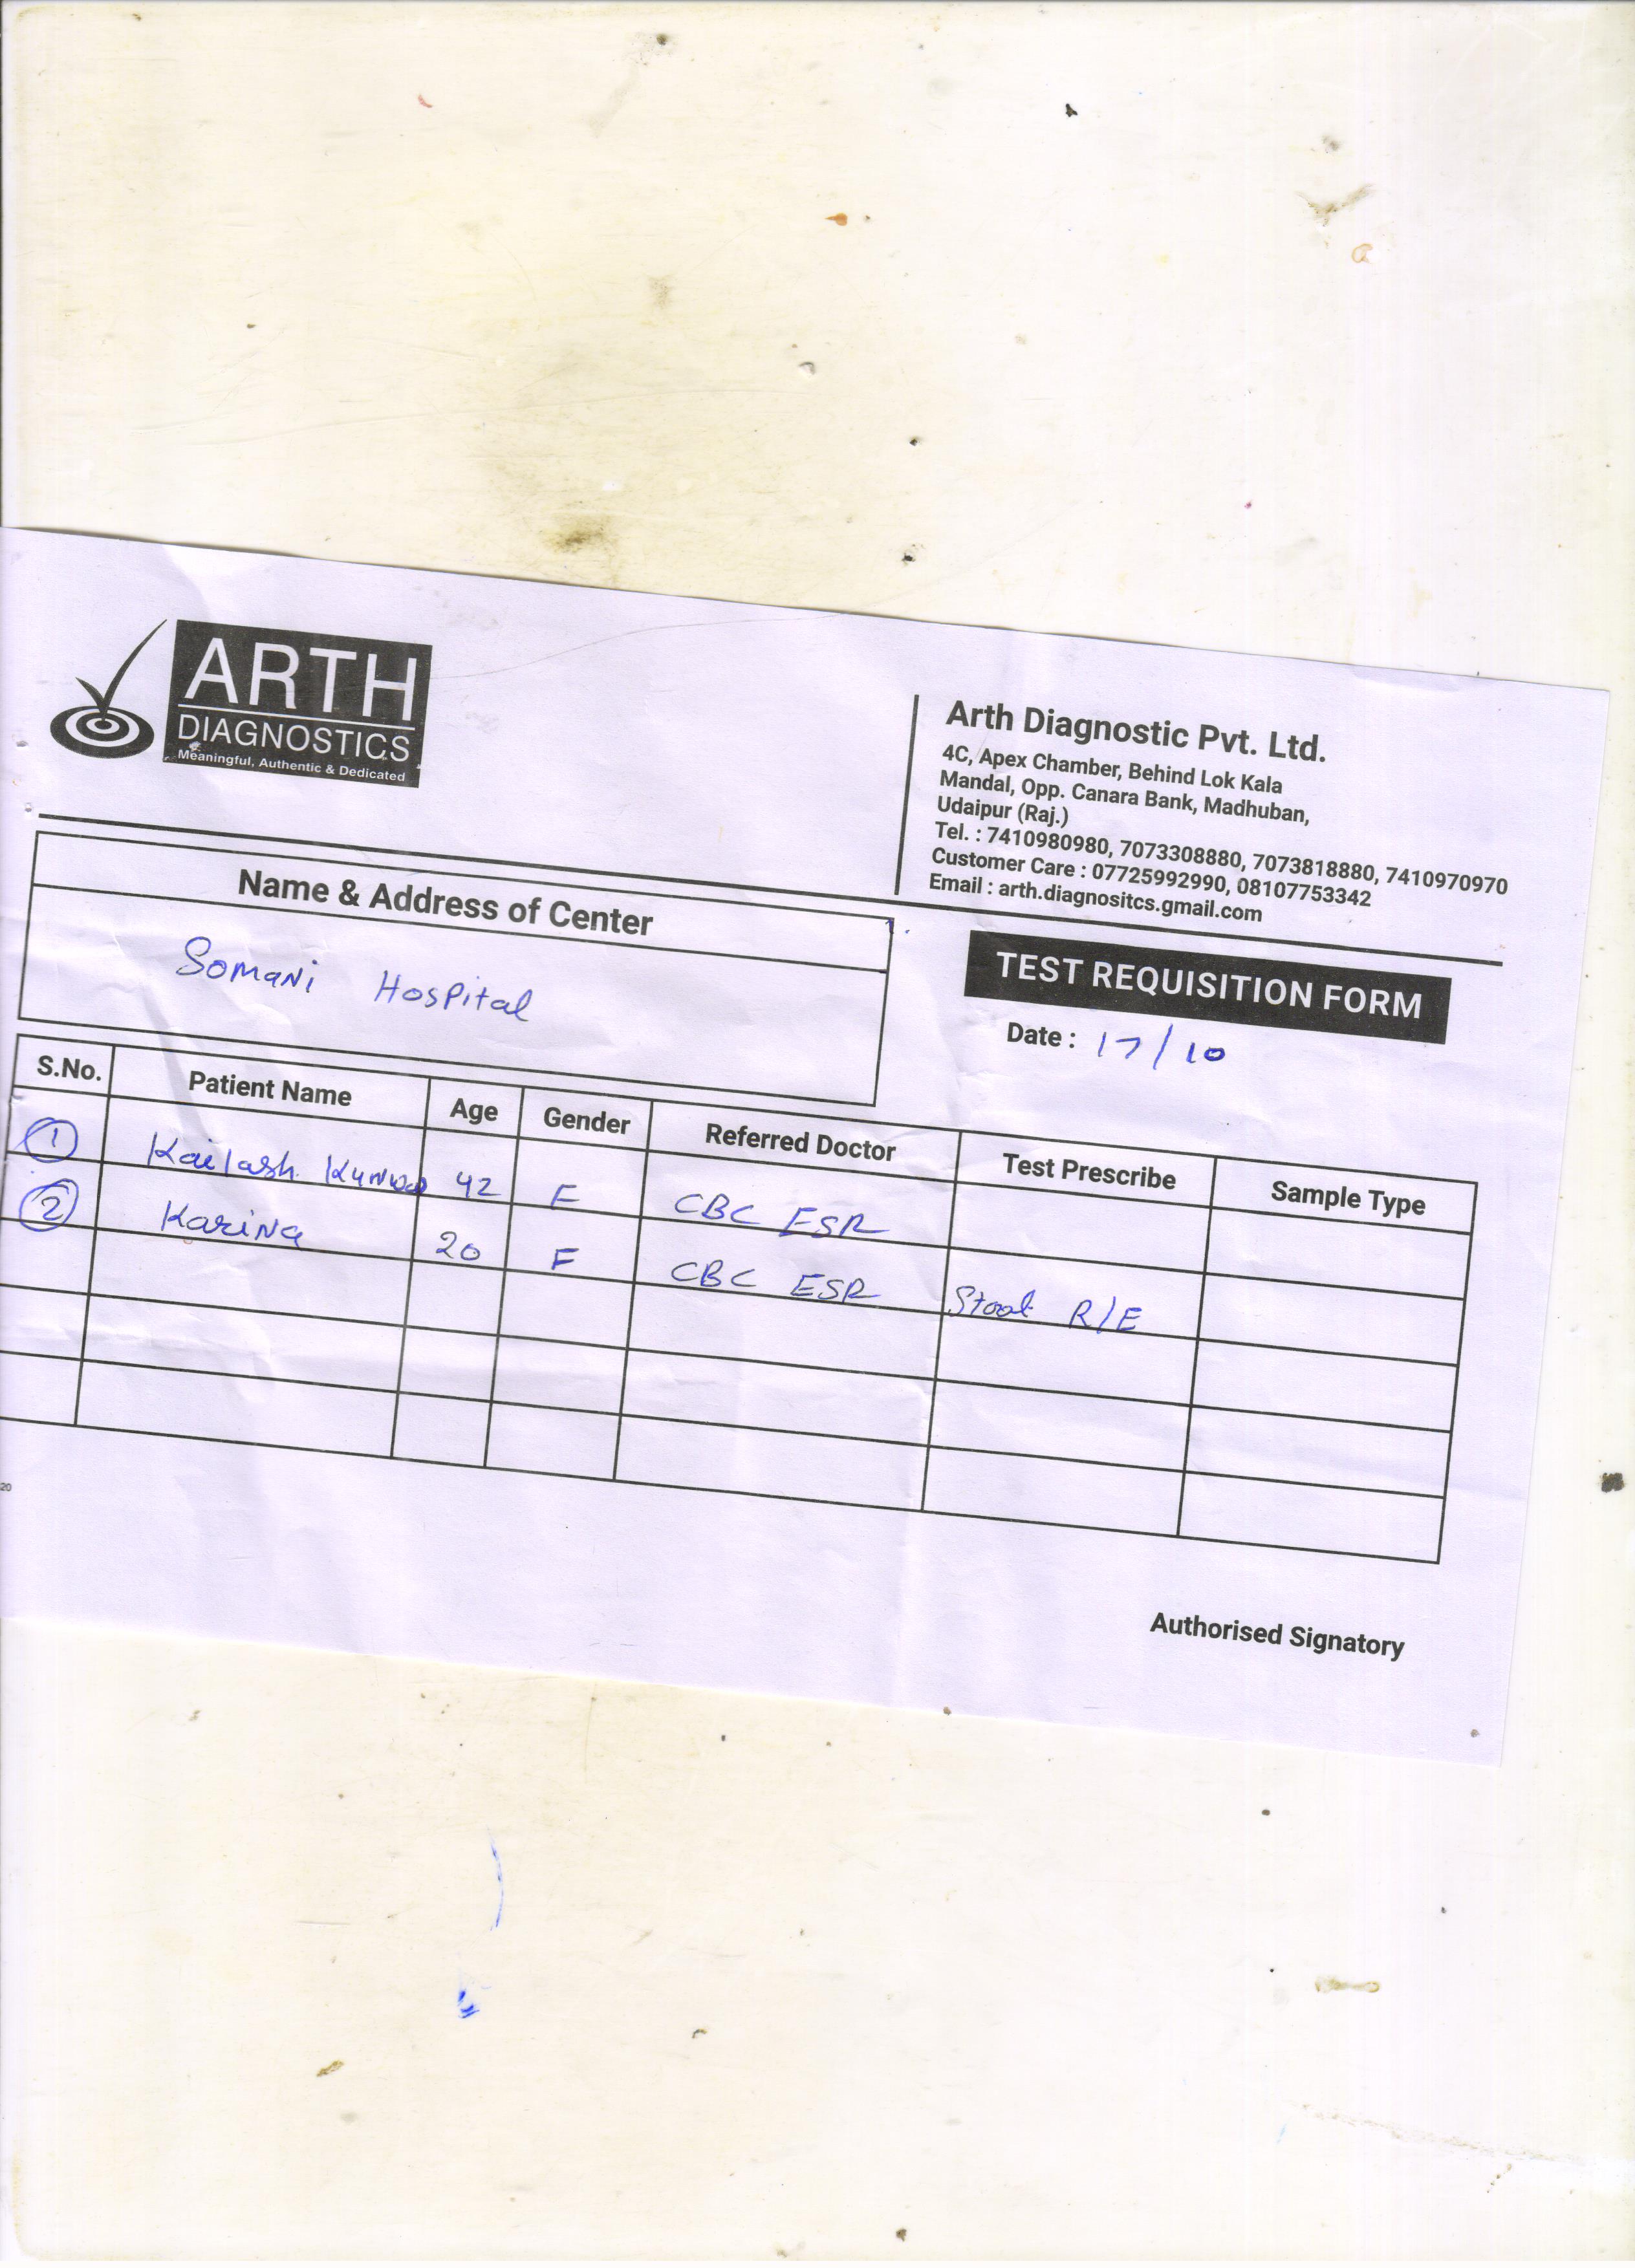 ARTH
DIAGNOSTICS
Meaningful, Authentic & Dedicated
Arth Diagnostic Pvt. Ltd.
4C, Apex Chamber, Behind Lok Kala
Mandal, Opp. Canara Bank, Madhuban,
Udaipur (Raj.)
Tel. : 7410980980, 7073308880, 7073818880, 7410970970
Customer Care : 07725992990, 08107753342
Email : arth.diagnositcs.gmail.com
Name & Address of Center
Somani Hospital
TEST REQUISITION FORM
Date : 17/10
S.No. Patient Name Age Gender Referred Doctor Test Prescribe Sample Type
1 Kailash 42 F CBC ESR
2 Karina 20 F CBC ESR Stool R/E
20
Authorised Signatory